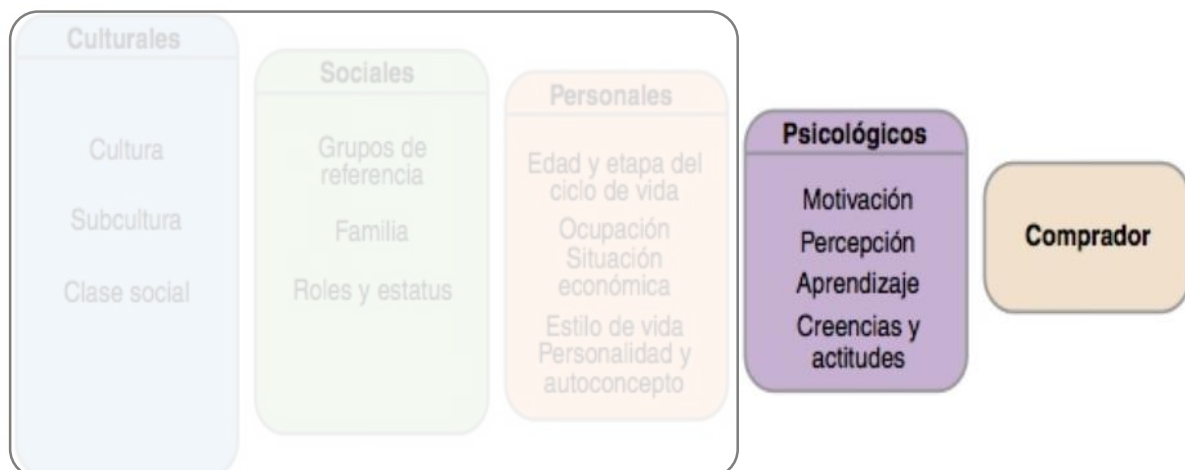 Culturales
Cultura
Subcultura
Clase social
Sociales
Grupos de
referencia
Familia
Roles y estatus
Personales
Edad y etapa del
ciclo de vida
Ocupación
Situación
económica
Estilo de vida
Personalidad y
autoconcepto
Psicológicos
Motivación
Percepción
Aprendizaje
Creencias y
actitudes
Comprador